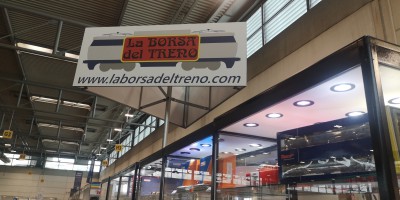 La BORSA
del TRENO
www.laborsadeltreno.com